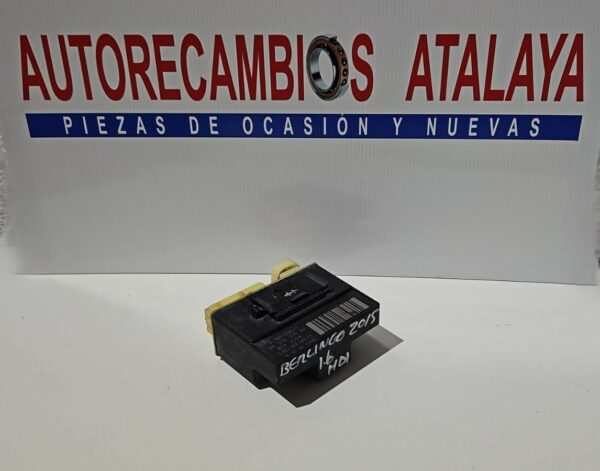 AUTORECAMBIOS ATALAYA
PIEZAS DE OCASIÓN Y NUEVAS
BERLINGO 2015
1.6
HDI